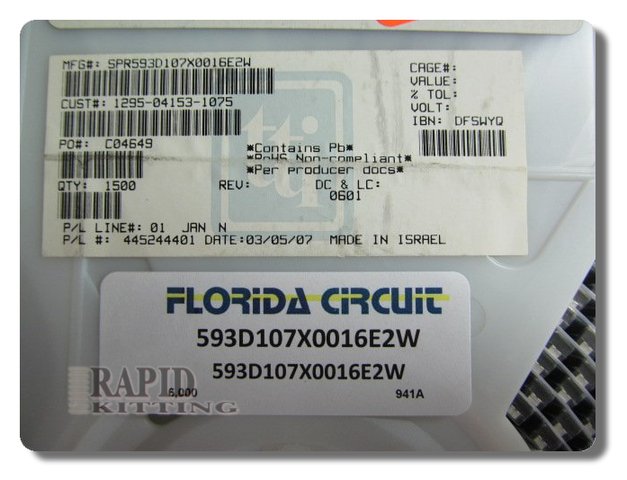 MFG#: SPR593D107X0016E2W
CUST#: 1295-04153-1075
PO#: C04649
QTY: 1500
REV:
*Contains Pb*
*RoHS Non-compliant*
*Per producer docs*
DC & LC:
0601
P/L LINE#: 01 JAN N
P/L #: 445244401 DATE:03/05/07 MADE IN ISRAEL
CAGE#:
VALUE:
% TOL:
VOLT:
IBN: DFSWYQ
tti
FLORIDA CIRCUIT
593D107X0016E2W
593D107X0016E2W
6,000 941A
RAPID
KITTING